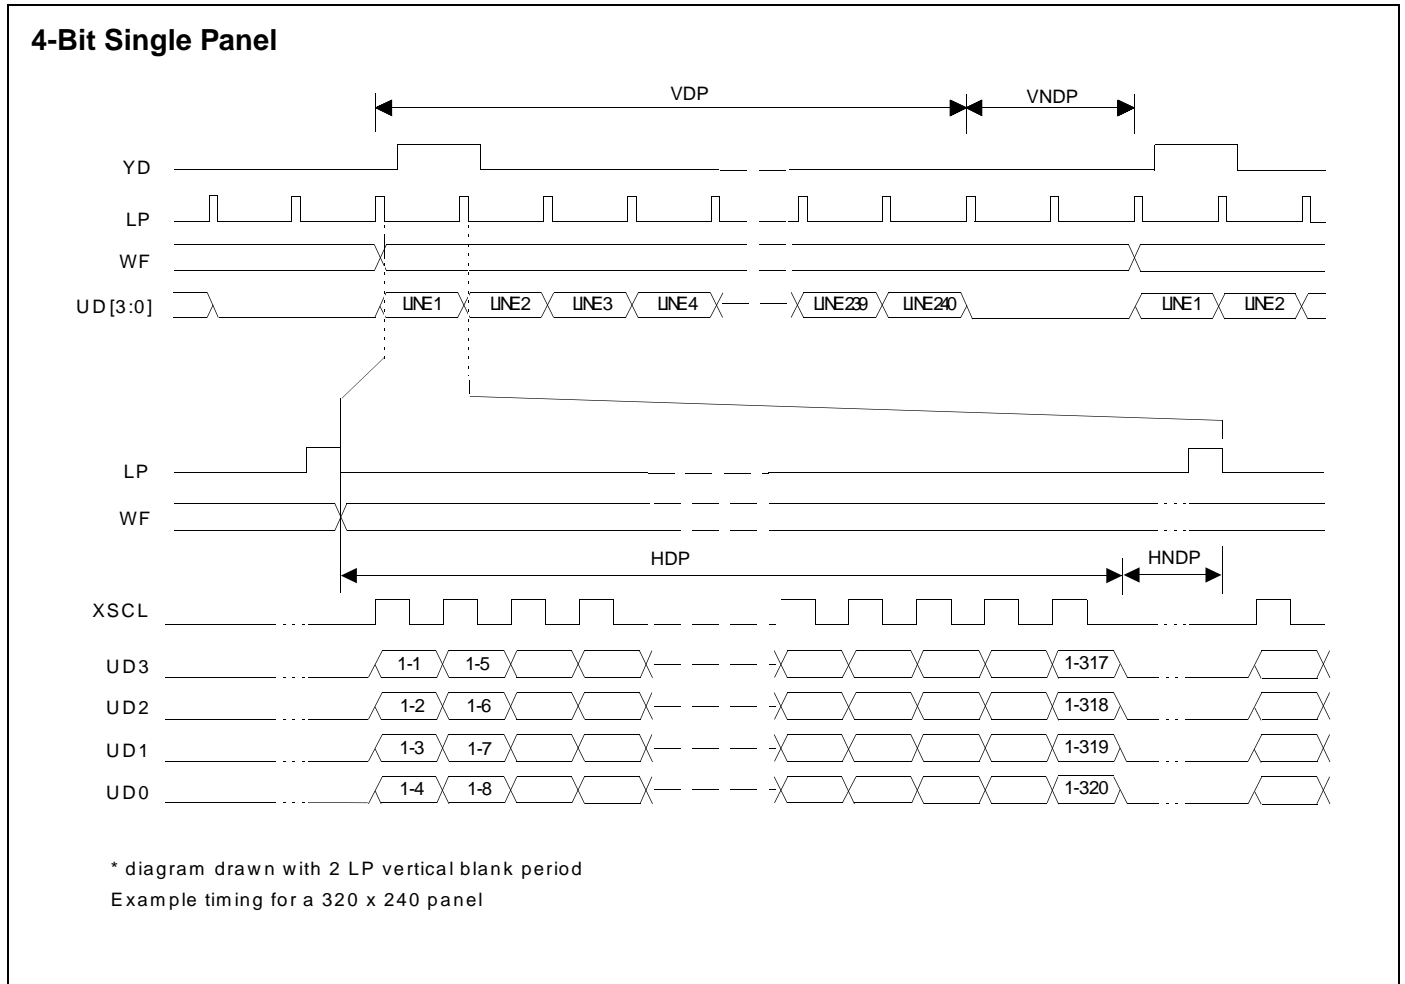 4-Bit Single Panel
VDP VNDP
YD
LP
WF
UD[3:0] LINE1 LINE2 LINE3 LINE4 LINE239 LINE240 LINE1 LINE2
LP
WF
HDP HNDP
XSCL
UD3 1-1 1-5 1-317
UD2 1-2 1-6 1-318
UD1 1-3 1-7 1-319
UD0 1-4 1-8 1-320
* diagram drawn with 2 LP vertical blank period
Example timing for a 320 x 240 panel